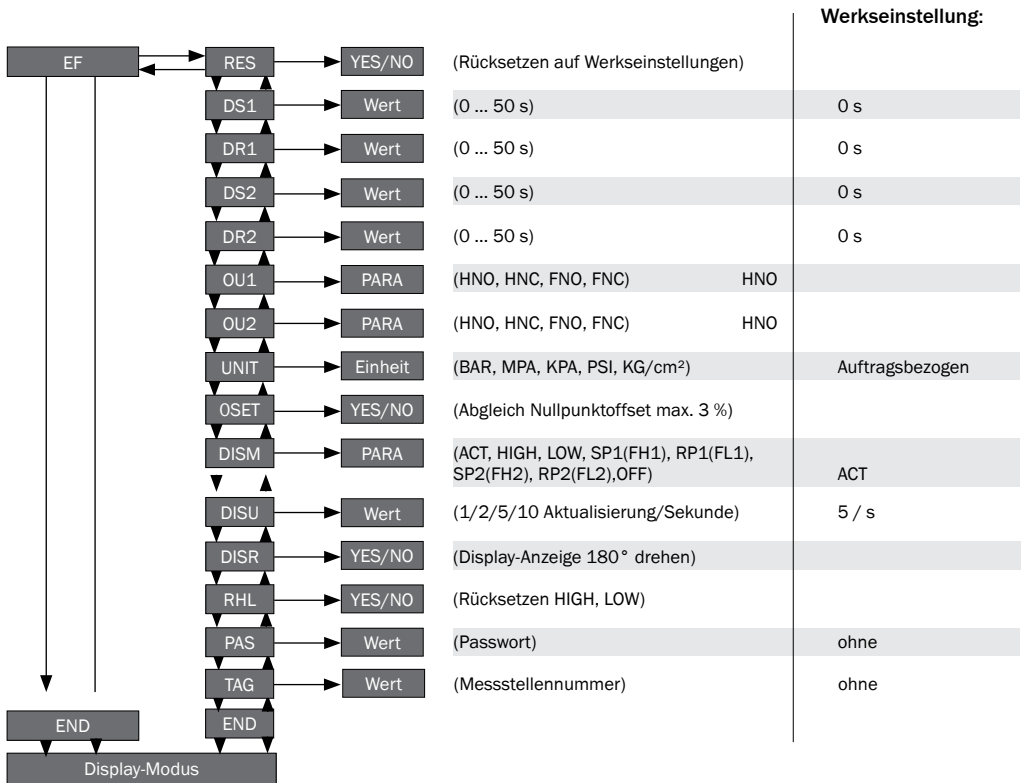 Werkseinstellung:
EF RES YES/NO (Rücksetzen auf Werkseinstellungen)
DS1 Wert (0 ... 50 s) 0 s
DR1 Wert (0 ... 50 s) 0 s
DS2 Wert (0 ... 50 s) 0 s
DR2 Wert (0 ... 50 s) 0 s
OU1 PARA (HNO, HNC, FNO, FNC) HNO
OU2 PARA (HNO, HNC, FNO, FNC) HNO
UNIT Einheit (BAR, MPA, KPA, PSI, KG/cm²) Auftragsbezogen
0SET YES/NO (Abgleich Nullpunktoffset max. 3 %)
DISM PARA (ACT, HIGH, LOW, SP1(FH1), RP1(FL1),
SP2(FH2), RP2(FL2),OFF) ACT
DISU Wert (1/2/5/10 Aktualisierung/Sekunde) 5 / s
DISR YES/NO (Display-Anzeige 180° drehen)
RHL YES/NO (Rücksetzen HIGH, LOW)
PAS Wert (Passwort) ohne
TAG Wert (Messstellennummer) ohne
END END
Display-Modus